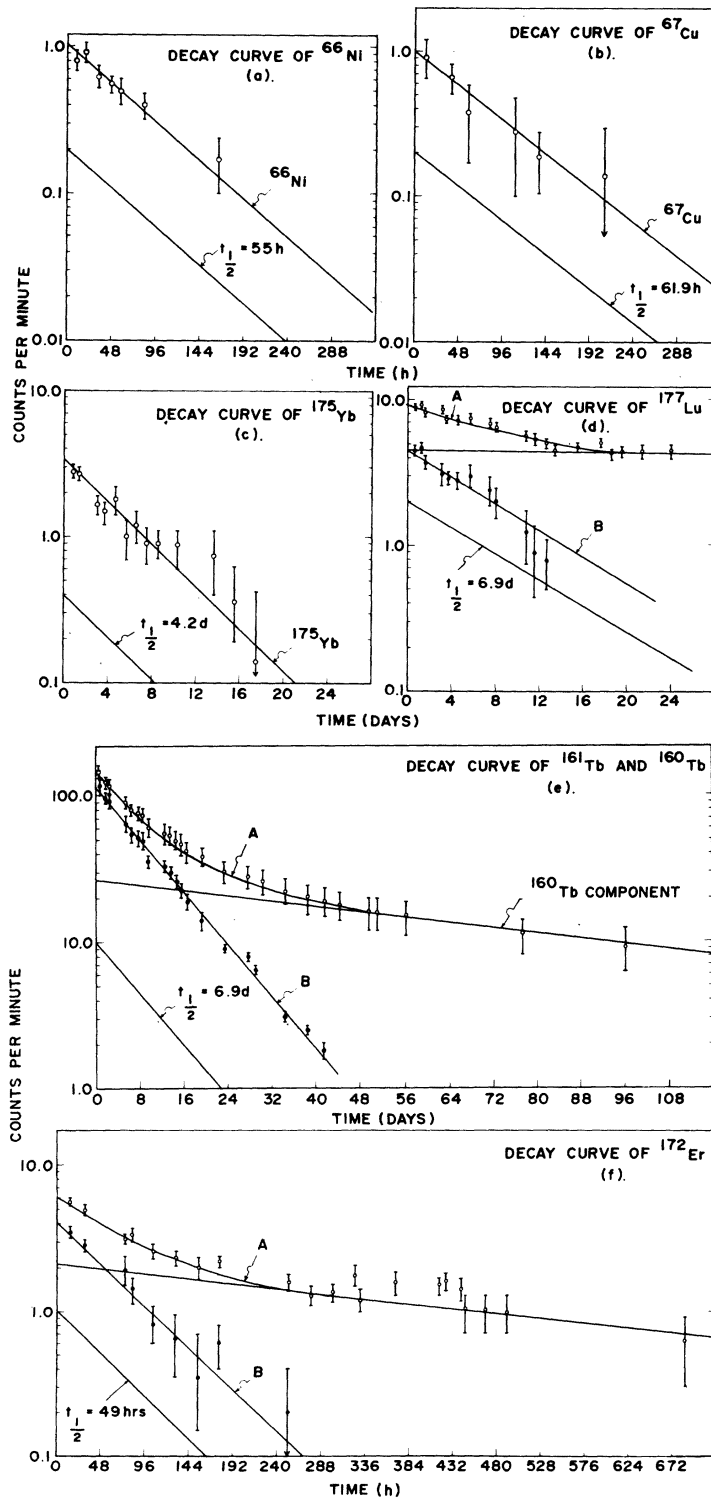 DECAY CURVE OF ⁶⁶Ni
(a).
1.0
0.1
0.01
⁶⁶Ni
t½ = 55h
0 48 96 144 192 240 288
DECAY CURVE OF ⁶⁷Cu
(b).
1.0
0.1
0.01
⁶⁷Cu
t½ = 61.9h
0 48 96 144 192 240 288
TIME (h)
COUNTS PER MINUTE
DECAY CURVE OF ¹⁷⁵Yb
(c).
10.0
1.0
0.1
t½ = 4.2d
¹⁷⁵Yb
0 4 8 12 16 20 24
TIME (DAYS)
DECAY CURVE OF ¹⁷⁷Lu
(d).
10.0
1.0
0.1
A
B
t½ = 6.9d
0 4 8 12 16 20 24
TIME (DAYS)
DECAY CURVE OF ¹⁶¹Tb AND ¹⁶⁰Tb
(e).
100.0
10.0
1.0
A
¹⁶⁰Tb COMPONENT
B
t½ = 6.9d
0 8 16 24 32 40 48 56 64 72 80 88 96 104 112
TIME (DAYS)
COUNTS PER MINUTE
DECAY CURVE OF ¹⁷²Er
(f).
10.0
1.0
0.1
A
B
t½ = 49hrs
0 48 96 144 192 240 288 336 384 432 480 528 576 624 672
TIME (h)